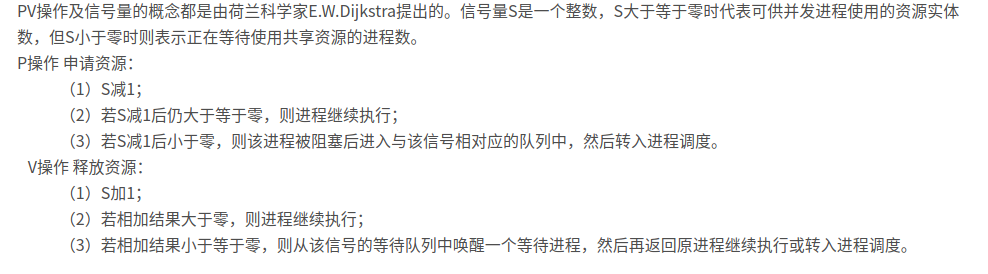 PV操作及信号量的概念都是由荷兰科学家E.W.Dijkstra提出的。信号量S是一个整数，S大于等于零时代表可供并发进程使用的资源实体
数，但S小于零时则表示正在等待使用共享资源的进程数。
P操作 申请资源：
（1）S减1；
（2）若S减1后仍大于等于零，则进程继续执行；
（3）若S减1后小于零，则该进程被阻塞后进入与该信号相对应的队列中，然后转入进程调度。
V操作 释放资源：
（1）S加1；
（2）若相加结果大于零，则进程继续执行；
（3）若相加结果小于等于零，则从该信号的等待队列中唤醒一个等待进程，然后再返回原进程继续执行或转入进程调度。